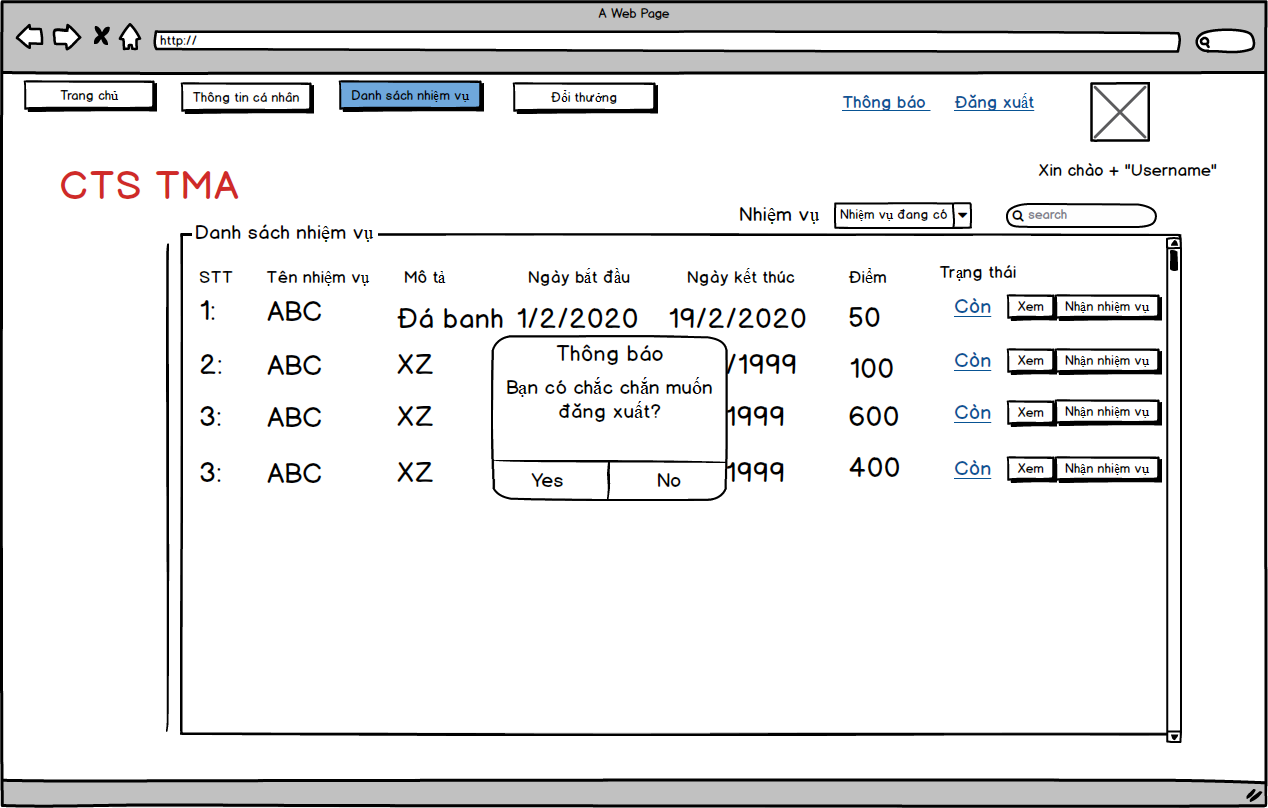 A Web Page
http://
Trang chủ
Thông tin cá nhân
Danh sách nhiệm vụ
Đổi thưởng
Thông báo
Đăng xuất
Xin chào + "Username"
CTS TMA
Nhiệm vụ
Nhiệm vụ đang có
search
Danh sách nhiệm vụ
STT Tên nhiệm vụ Mô tả Ngày bắt đầu Ngày kết thúc Điểm Trạng thái
1: ABC Đá banh 1/2/2020 19/2/2020 50 Còn Xem Nhận nhiệm vụ
2: ABC XZ /1999 100 Còn Xem Nhận nhiệm vụ
3: ABC XZ 1999 600 Còn Xem Nhận nhiệm vụ
3: ABC XZ 1999 400 Còn Xem Nhận nhiệm vụ
Thông báo
Bạn có chắc chắn muốn
đăng xuất?
Yes No